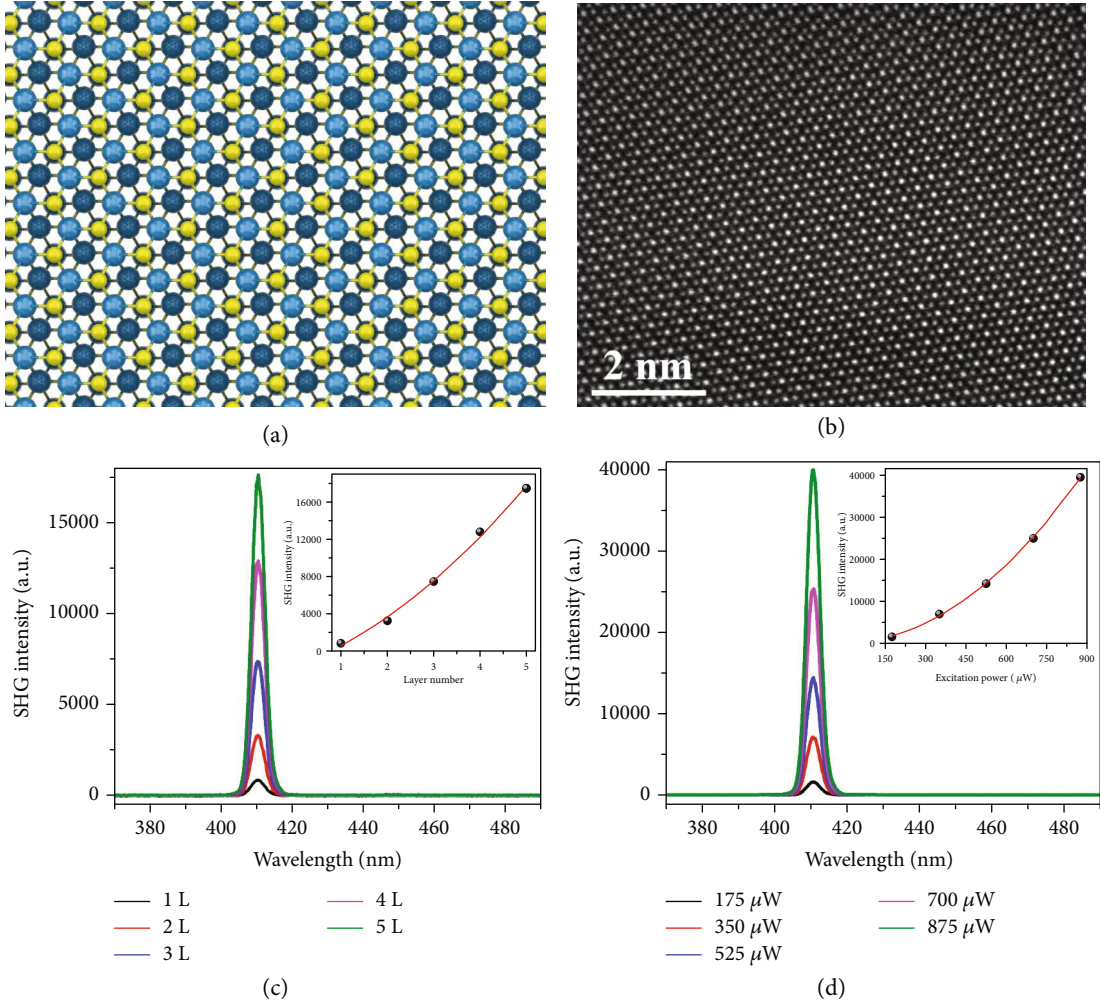 2 nm
(a)
(b)
SHG intensity (a.u.)
15000
10000
5000
0
380
400
420
440
460
480
Wavelength (nm)
SHG intensity (a.u.)
16000
12000
8000
4000
0
1
2
3
4
5
Layer number
1 L
2 L
3 L
4 L
5 L
(c)
SHG intensity (a.u.)
40000
30000
20000
10000
0
380
400
420
440
460
480
Wavelength (nm)
SHG intensity (a.u.)
40000
30000
20000
10000
0
150
300
450
600
750
900
Excitation power ( μW)
175 μW
350 μW
525 μW
700 μW
875 μW
(d)